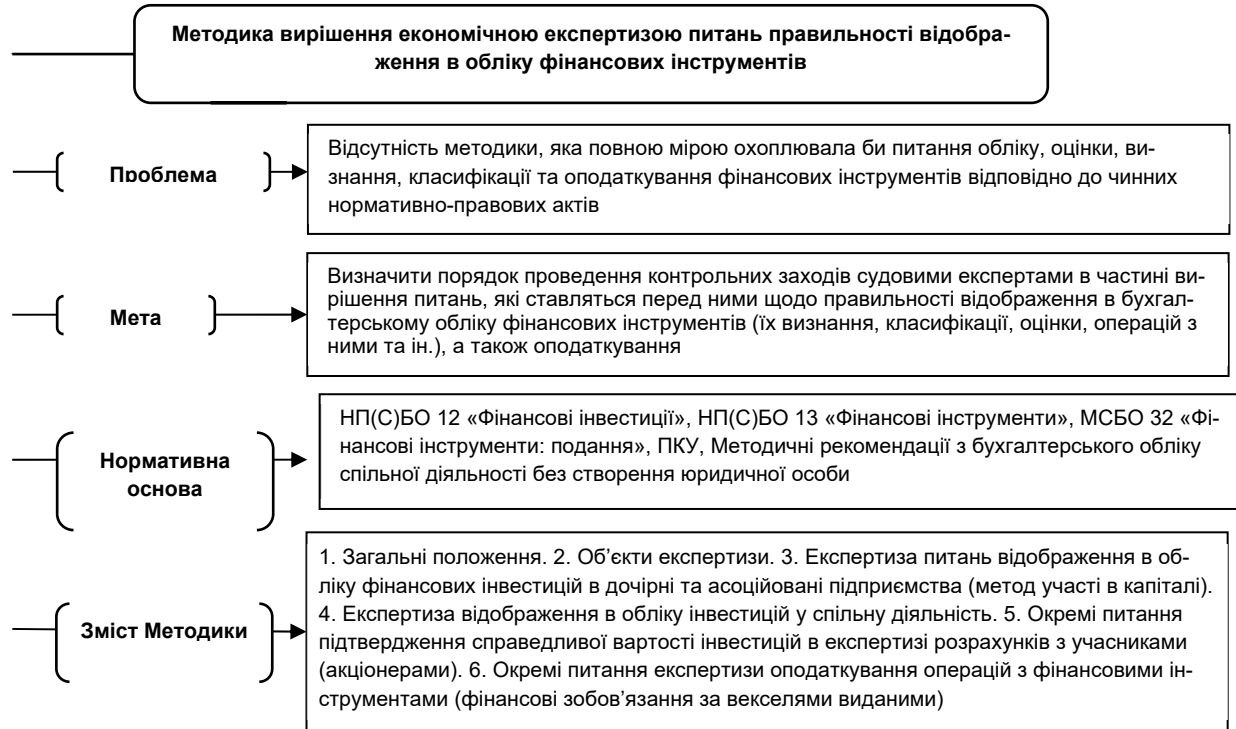 Методика вирішення економічною експертизою питань правильності відобра-
ження в обліку фінансових інструментів
Проблема
Відсутність методики, яка повною мірою охоплювала би питання обліку, оцінки, ви-
знання, класифікації та оподаткування фінансових інструментів відповідно до чинних
нормативно-правових актів
Мета
Визначити порядок проведення контрольних заходів судовими експертами в частині ви-
рішення питань, які ставляться перед ними щодо правильності відображення в бухгал-
терському обліку фінансових інструментів (їх визнання, класифікації, оцінки, операцій з
ними та ін.), а також оподаткування
Нормативна
основа
НП(С)БО 12 «Фінансові інвестиції», НП(С)БО 13 «Фінансові інструменти», МСБО 32 «Фі-
нансові інструменти: подання», ПКУ, Методичні рекомендації з бухгалтерського обліку
спільної діяльності без створення юридичної особи
Зміст Методики
1. Загальні положення. 2. Об’єкти експертизи. 3. Експертиза питань відображення в об-
ліку фінансових інвестицій в дочірні та асоційовані підприємства (метод участі в капіталі).
4. Експертиза відображення в обліку інвестицій у спільну діяльність. 5. Окремі питання
підтвердження справедливої вартості інвестицій в експертизі розрахунків з учасниками
(акціонерами). 6. Окремі питання експертизи оподаткування операцій з фінансовими ін-
струментами (фінансові зобов’язання за векселями виданими)